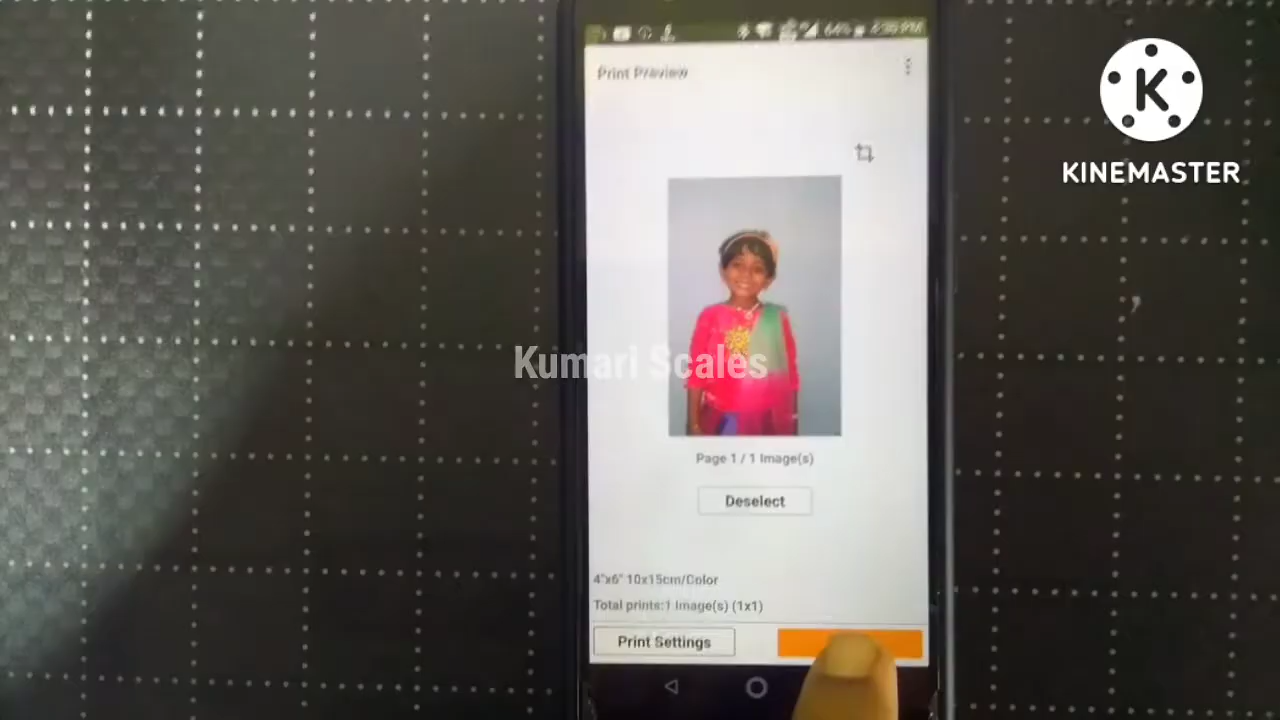 64%
Print Preview
KINEMASTER
Kumari Scales
Page 1 / 1 Image(s)
Deselect
4"x6" 10x15cm/Color
Total prints:1 Image(s) (1x1)
Print Settings